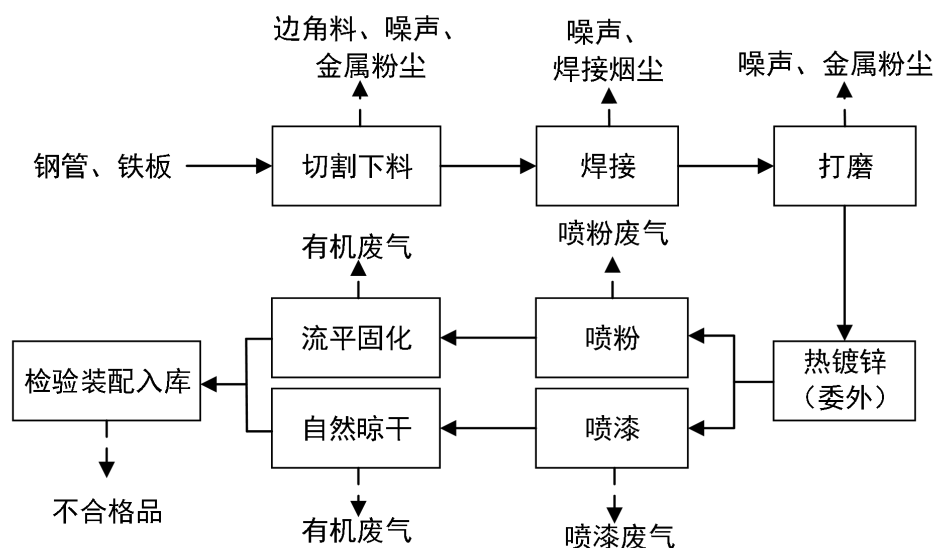 边角料、噪声、
金属粉尘
噪声、
焊接烟尘
噪声、金属粉尘
钢管、铁板
切割下料
焊接
打磨
有机废气
喷粉废气
流平固化
喷粉
热镀锌
（委外）
检验装配入库
自然晾干
喷漆
不合格品
有机废气
喷漆废气